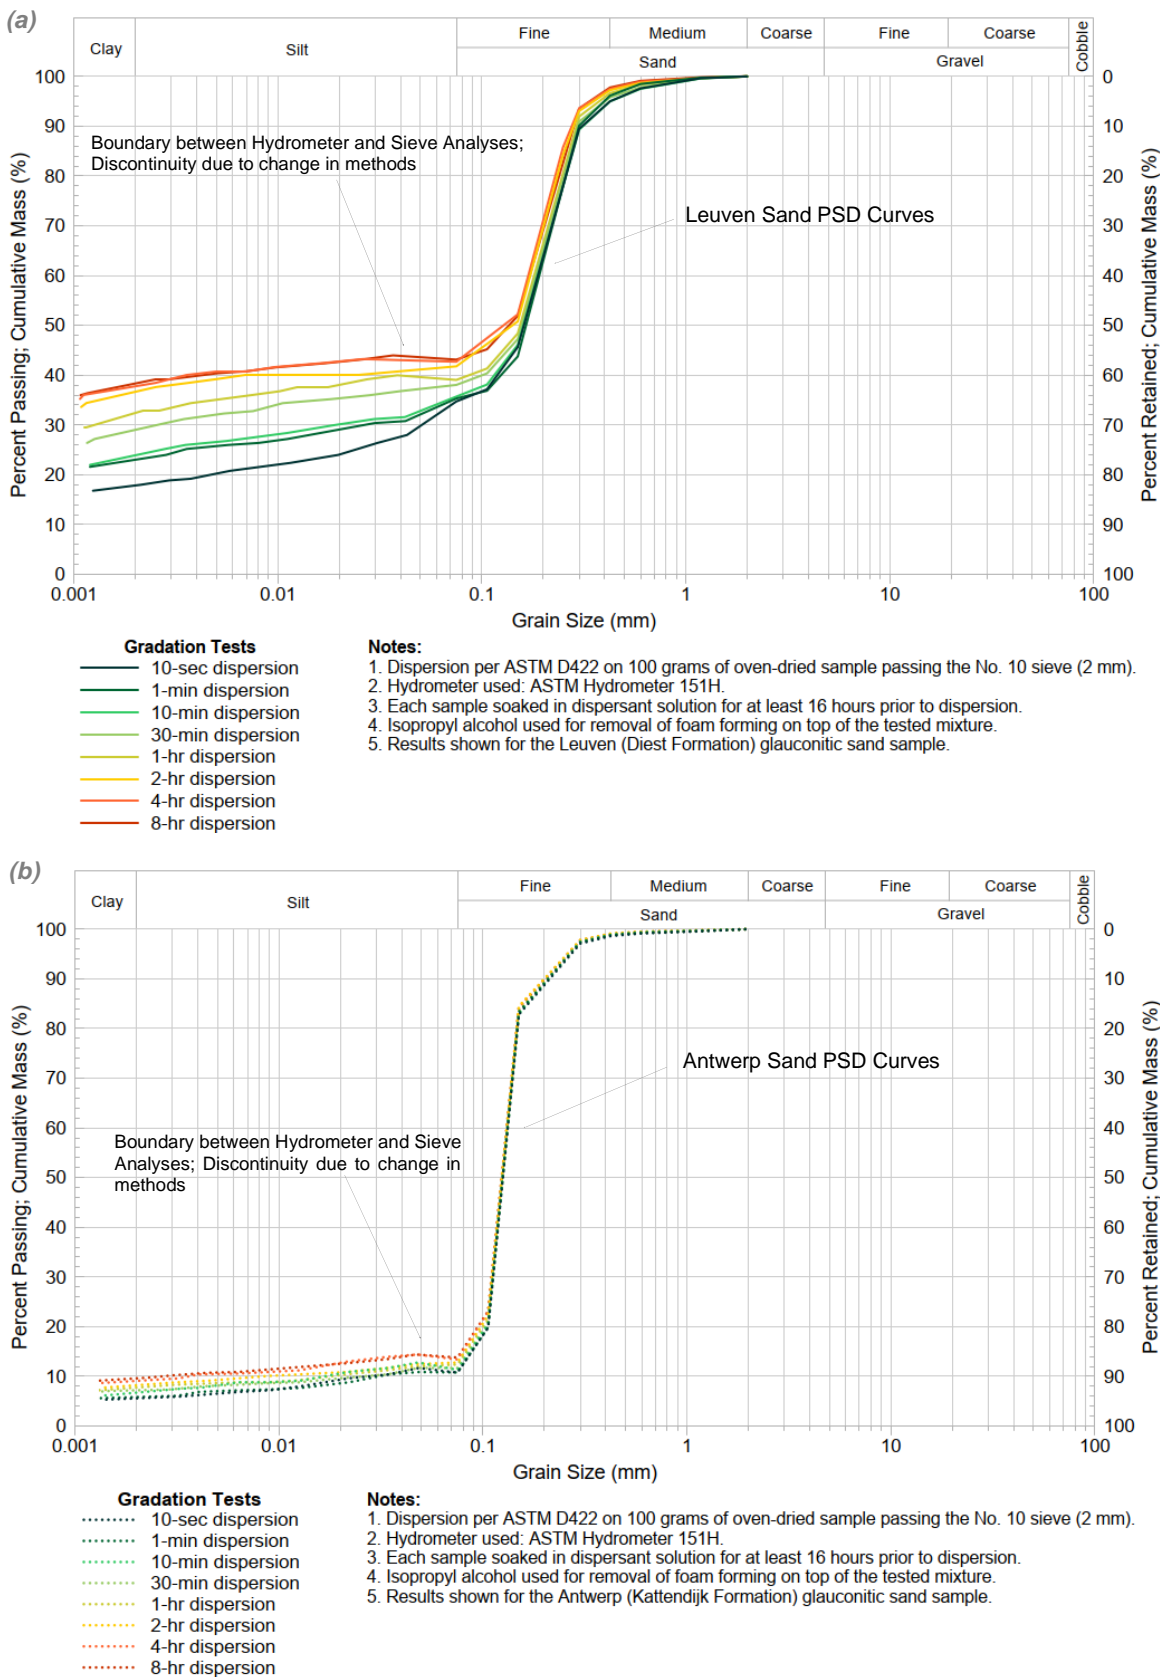 (a)
Fine
Medium
Coarse
Fine
Coarse
Cobble
Clay
Silt
Sand
Gravel
100
90
80
70
60
50
40
30
20
10
0
Percent Passing; Cumulative Mass (%)
0
10
20
30
40
50
60
70
80
90
100
Percent Retained; Cumulative Mass (%)
Boundary between Hydrometer and Sieve Analyses;
Discontinuity due to change in methods
Leuven Sand PSD Curves
0.001
0.01
0.1
1
10
100
Grain Size (mm)
Gradation Tests
10-sec dispersion
1-min dispersion
10-min dispersion
30-min dispersion
1-hr dispersion
2-hr dispersion
4-hr dispersion
8-hr dispersion
Notes:
1. Dispersion per ASTM D422 on 100 grams of oven-dried sample passing the No. 10 sieve (2 mm).
2. Hydrometer used: ASTM Hydrometer 151H.
3. Each sample soaked in dispersant solution for at least 16 hours prior to dispersion.
4. Isopropyl alcohol used for removal of foam forming on top of the tested mixture.
5. Results shown for the Leuven (Diest Formation) glauconitic sand sample.
(b)
Fine
Medium
Coarse
Fine
Coarse
Cobble
Clay
Silt
Sand
Gravel
100
90
80
70
60
50
40
30
20
10
0
Percent Passing; Cumulative Mass (%)
0
10
20
30
40
50
60
70
80
90
100
Percent Retained; Cumulative Mass (%)
Antwerp Sand PSD Curves
Boundary between Hydrometer and Sieve
Analyses; Discontinuity due to change in
methods
0.001
0.01
0.1
1
10
100
Grain Size (mm)
Gradation Tests
10-sec dispersion
1-min dispersion
10-min dispersion
30-min dispersion
1-hr dispersion
2-hr dispersion
4-hr dispersion
8-hr dispersion
Notes:
1. Dispersion per ASTM D422 on 100 grams of oven-dried sample passing the No. 10 sieve (2 mm).
2. Hydrometer used: ASTM Hydrometer 151H.
3. Each sample soaked in dispersant solution for at least 16 hours prior to dispersion.
4. Isopropyl alcohol used for removal of foam forming on top of the tested mixture.
5. Results shown for the Antwerp (Kattendijk Formation) glauconitic sand sample.